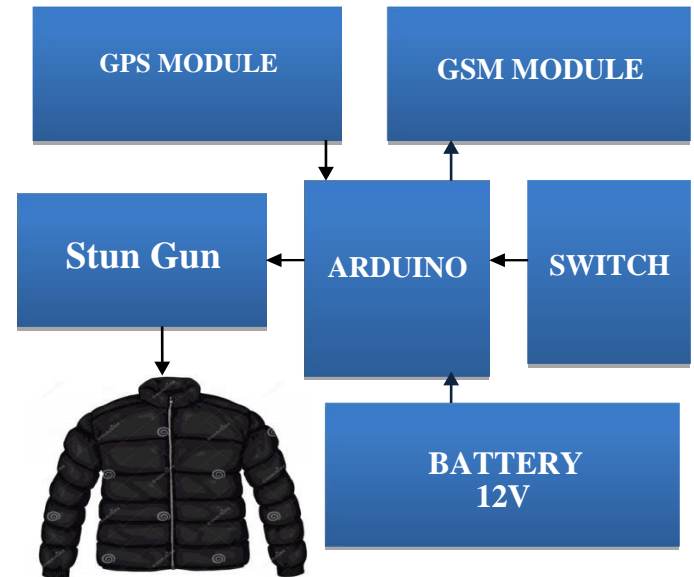 GPS MODULE
GSM MODULE
Stun Gun
ARDUINO
SWITCH
BATTERY
12V